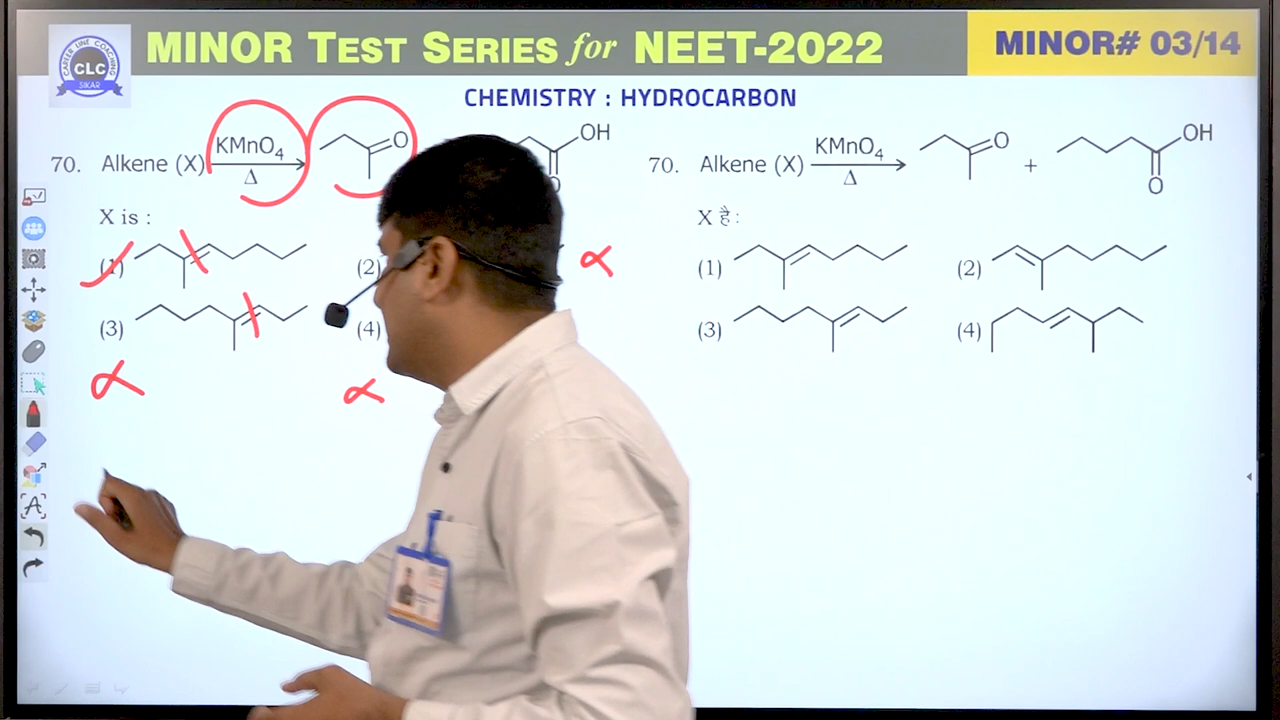 CAREER LINE COACHING
CLC
SIKAR
MINOR TEST SERIES for NEET-2022
MINOR# 03/14
CHEMISTRY : HYDROCARBON
70. Alkene (X) KMnO4 Δ O OH O
X is :
(1)
(2)
(3)
(4)
70. Alkene (X) KMnO4 Δ O + OH O
X है :
(1)
(2)
(3)
(4)
A